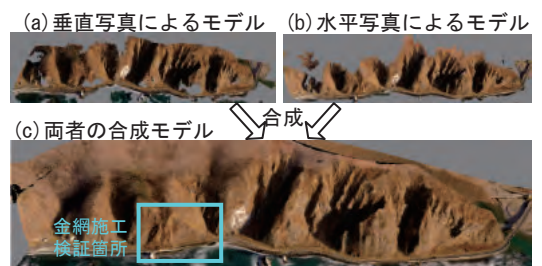 (a)垂直写真によるモデル
(b)水平写真によるモデル
合成
(c)両者の合成モデル
金網施工
検証箇所